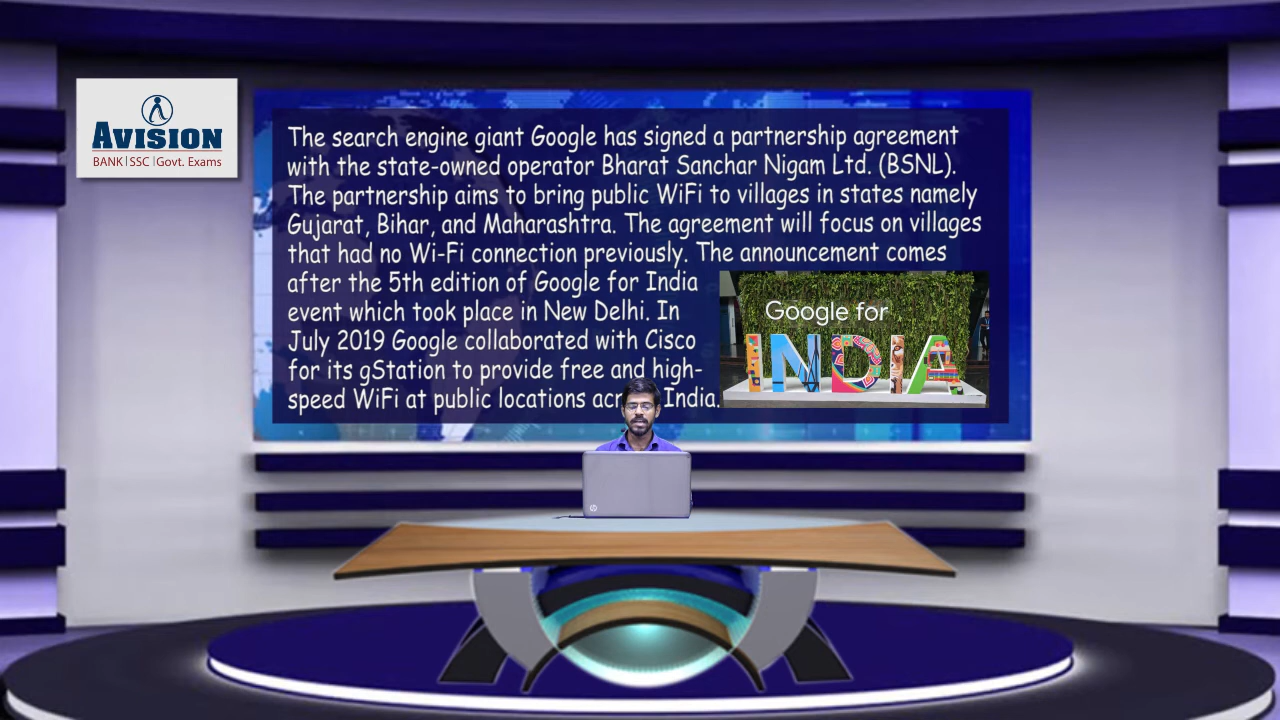 AVISION
BANK | SSC | Govt. Exams
The search engine giant Google has signed a partnership agreement
with the state-owned operator Bharat Sanchar Nigam Ltd. (BSNL).
The partnership aims to bring public WiFi to villages in states namely
Gujarat, Bihar, and Maharashtra. The agreement will focus on villages
that had no Wi-Fi connection previously. The announcement comes
after the 5th edition of Google for India
event which took place in New Delhi. In
July 2019 Google collaborated with Cisco
for its gStation to provide free and high-
speed WiFi at public locations India.
Google for
INDIA
hp